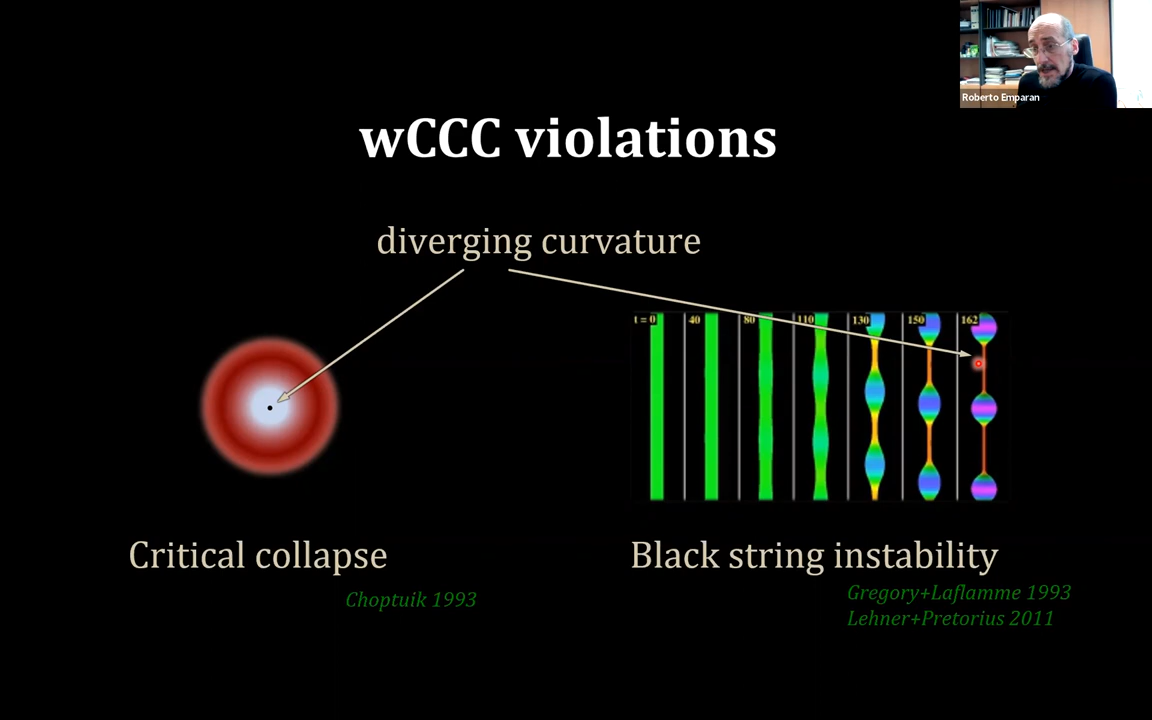 Roberto Emparan
wCCC violations
diverging curvature
t = 0 40 80 110 130 150 162
Critical collapse
Choptuik 1993
Black string instability
Gregory+Laflamme 1993
Lehner+Pretorius 2011